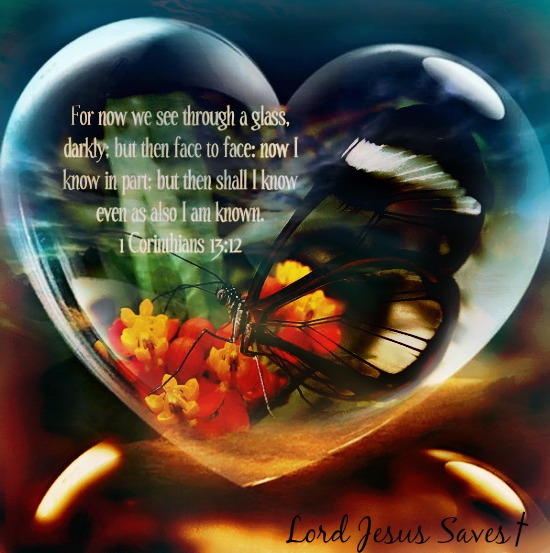 For now we see through a glass,
darkly; but then face to face: now I
know in part; but then shall I know
even as also I am known.
1 Corinthians 13:12
Lord Jesus Saves†